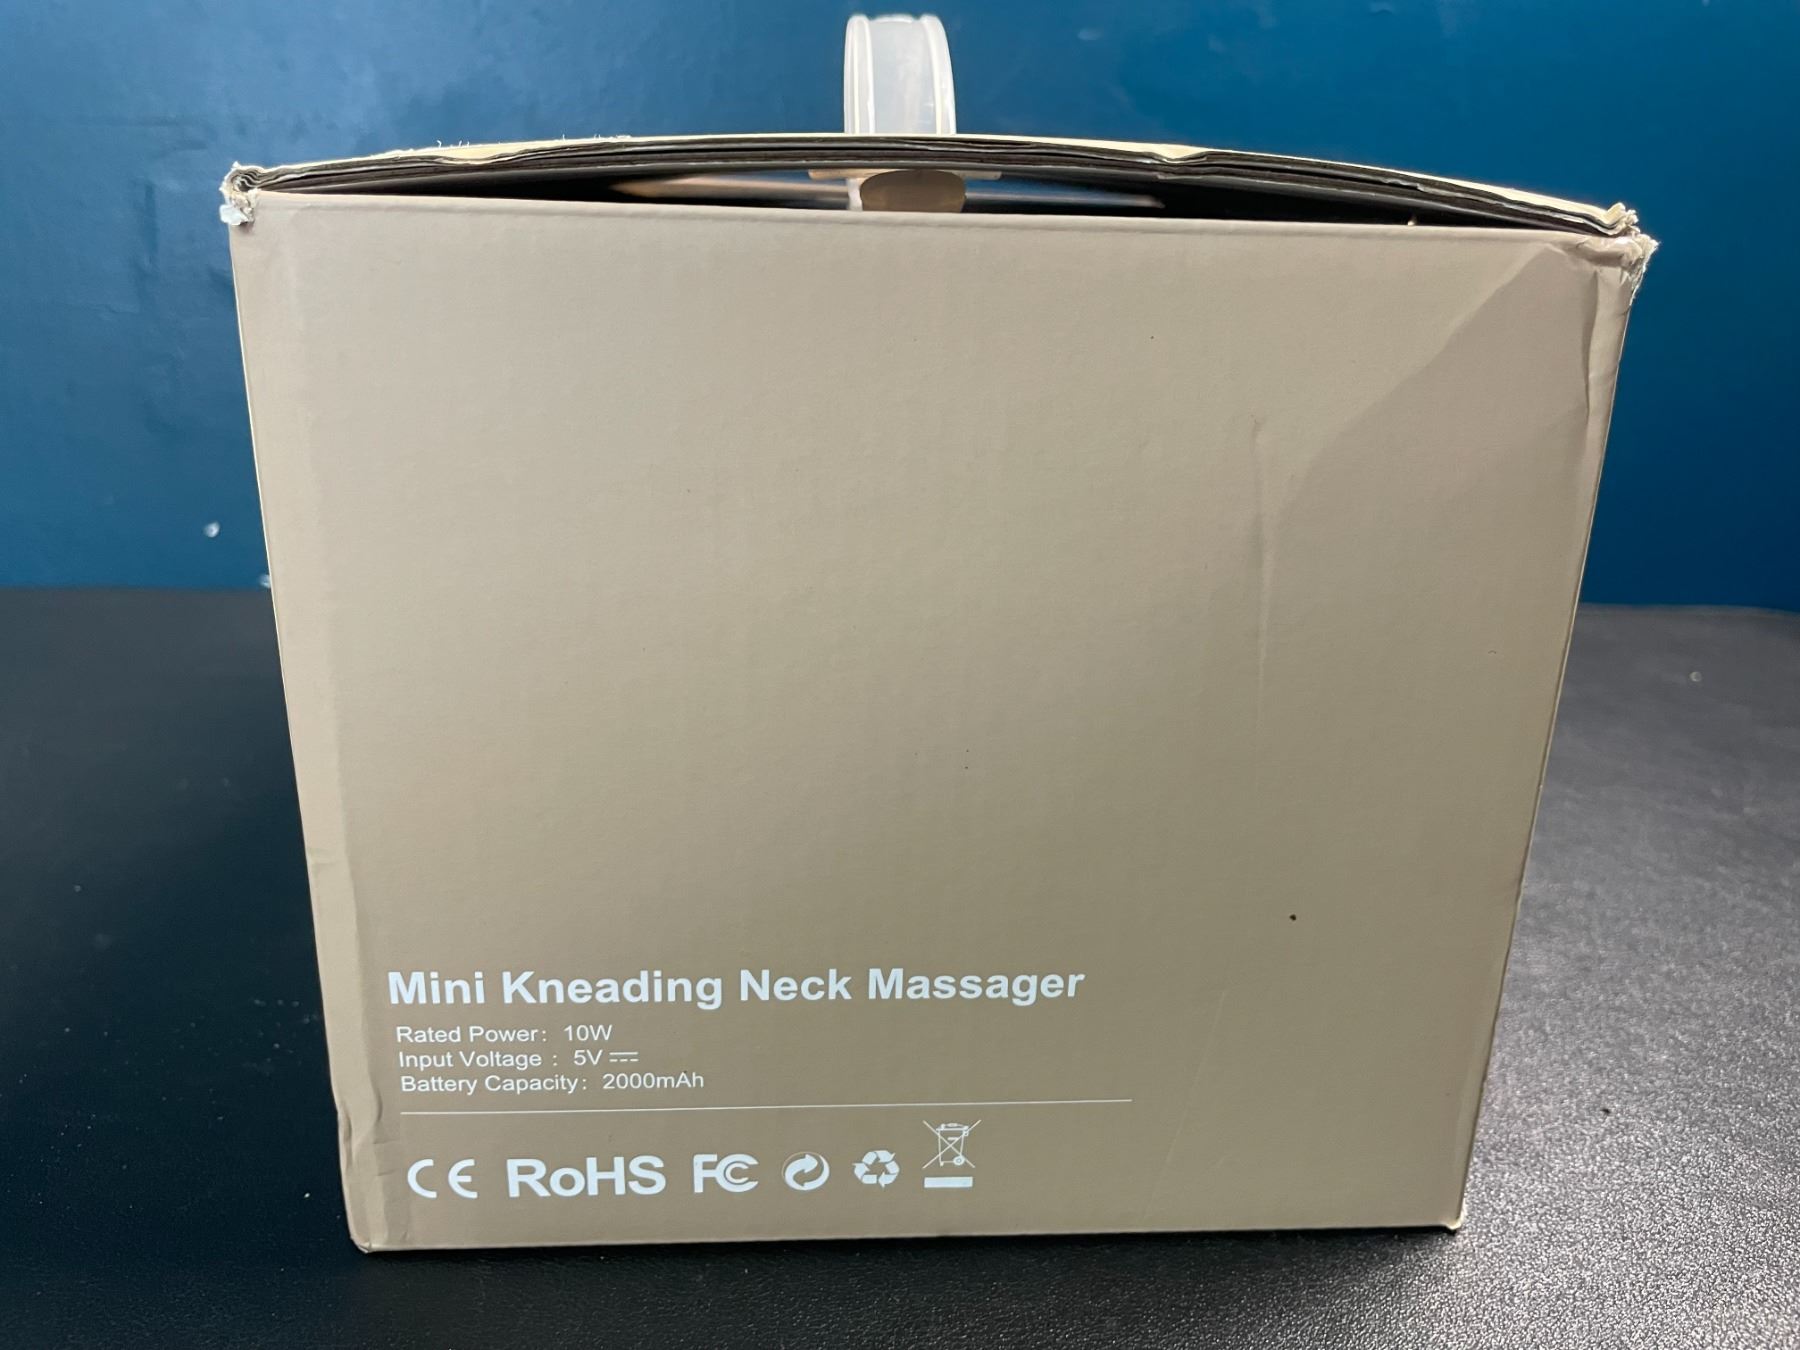 Mini Kneading Neck Massager
Rated Power: 10W
Input Voltage : 5V
Battery Capacity: 2000mAh
CE RoHS FC